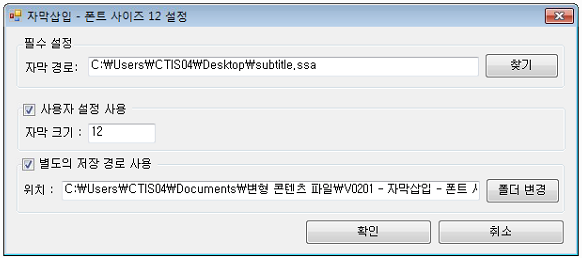 자막삽입 - 폰트 사이즈 12 설정
필수 설정
자막 경로: C:₩Users₩CTIS04₩Desktop₩subtitle,ssa 찾기
사용자 설정 사용
자막 크기 : 12
별도의 저장 경로 사용
위치 : C:₩Users₩CTIS04₩Documents₩변형 콘텐츠 파일₩V0201 - 자막삽입 - 폰트 폴더 변경
확인 취소